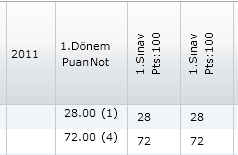 2011
1.Dönem
PuanNot
1.Sınav
Pts:100
1.Sınav
Pts:100
28.00 (1) 28 28
72.00 (4) 72 72